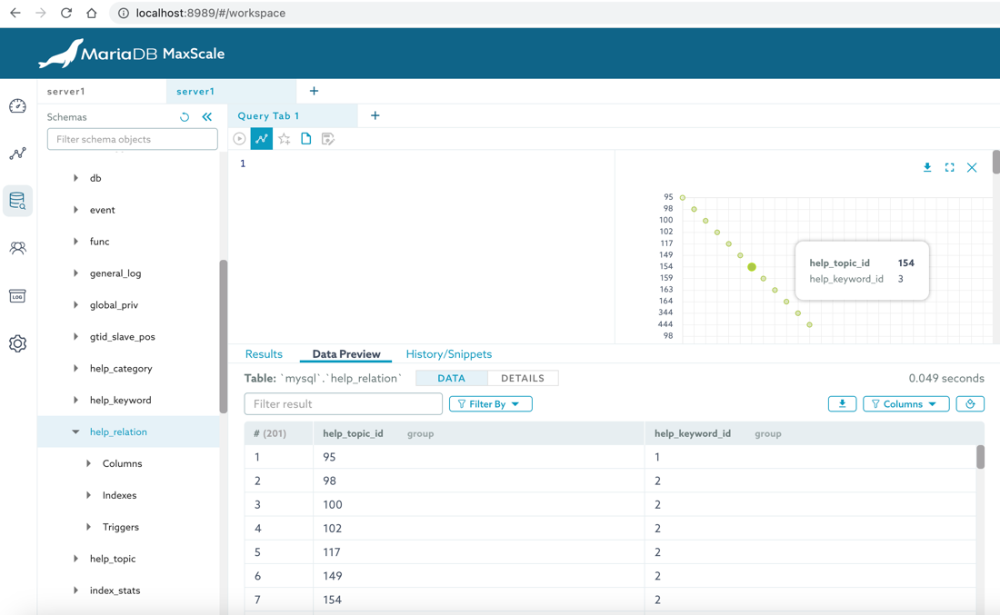 localhost:8989/#/workspace
MariaDB MaxScale
server1 server1 +
Schemas
Filter schema objects
db
event
func
general_log
global_priv
gtid_slave_pos
help_category
help_keyword
help_relation
Columns
Indexes
Triggers
help_topic
index_stats
LOG
Query Tab 1 +
1
95
98
100
102
117
149
154
159
163
164
344
444
98
help_topic_id 154
help_keyword_id 3
Results Data Preview History/Snippets
Table: `mysql`.`help_relation` DATA DETAILS 0.049 seconds
Filter result Filter By Columns
# (201) help_topic_id group help_keyword_id group
1 95 1
2 98 2
3 100 2
4 102 2
5 117 2
6 149 2
7 154 2